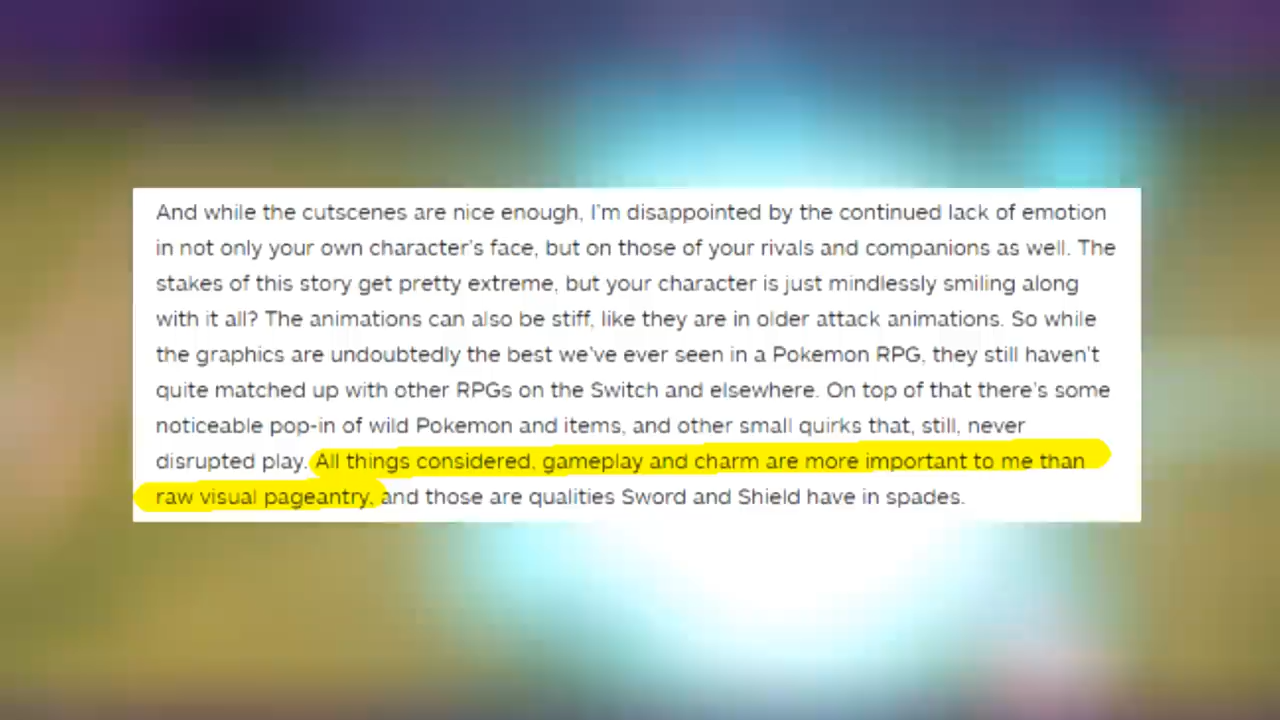 And while the cutscenes are nice enough, I'm disappointed by the continued lack of emotion
in not only your own character's face, but on those of your rivals and companions as well. The
stakes of this story get pretty extreme, but your character is just mindlessly smiling along
with it all? The animations can also be stiff, like they are in older attack animations. So while
the graphics are undoubtedly the best we've ever seen in a Pokemon RPG, they still haven't
quite matched up with other RPGs on the Switch and elsewhere. On top of that there's some
noticeable pop-in of wild Pokemon and items, and other small quirks that, still, never
disrupted play. All things considered, gameplay and charm are more important to me than
raw visual pageantry, and those are qualities Sword and Shield have in spades.